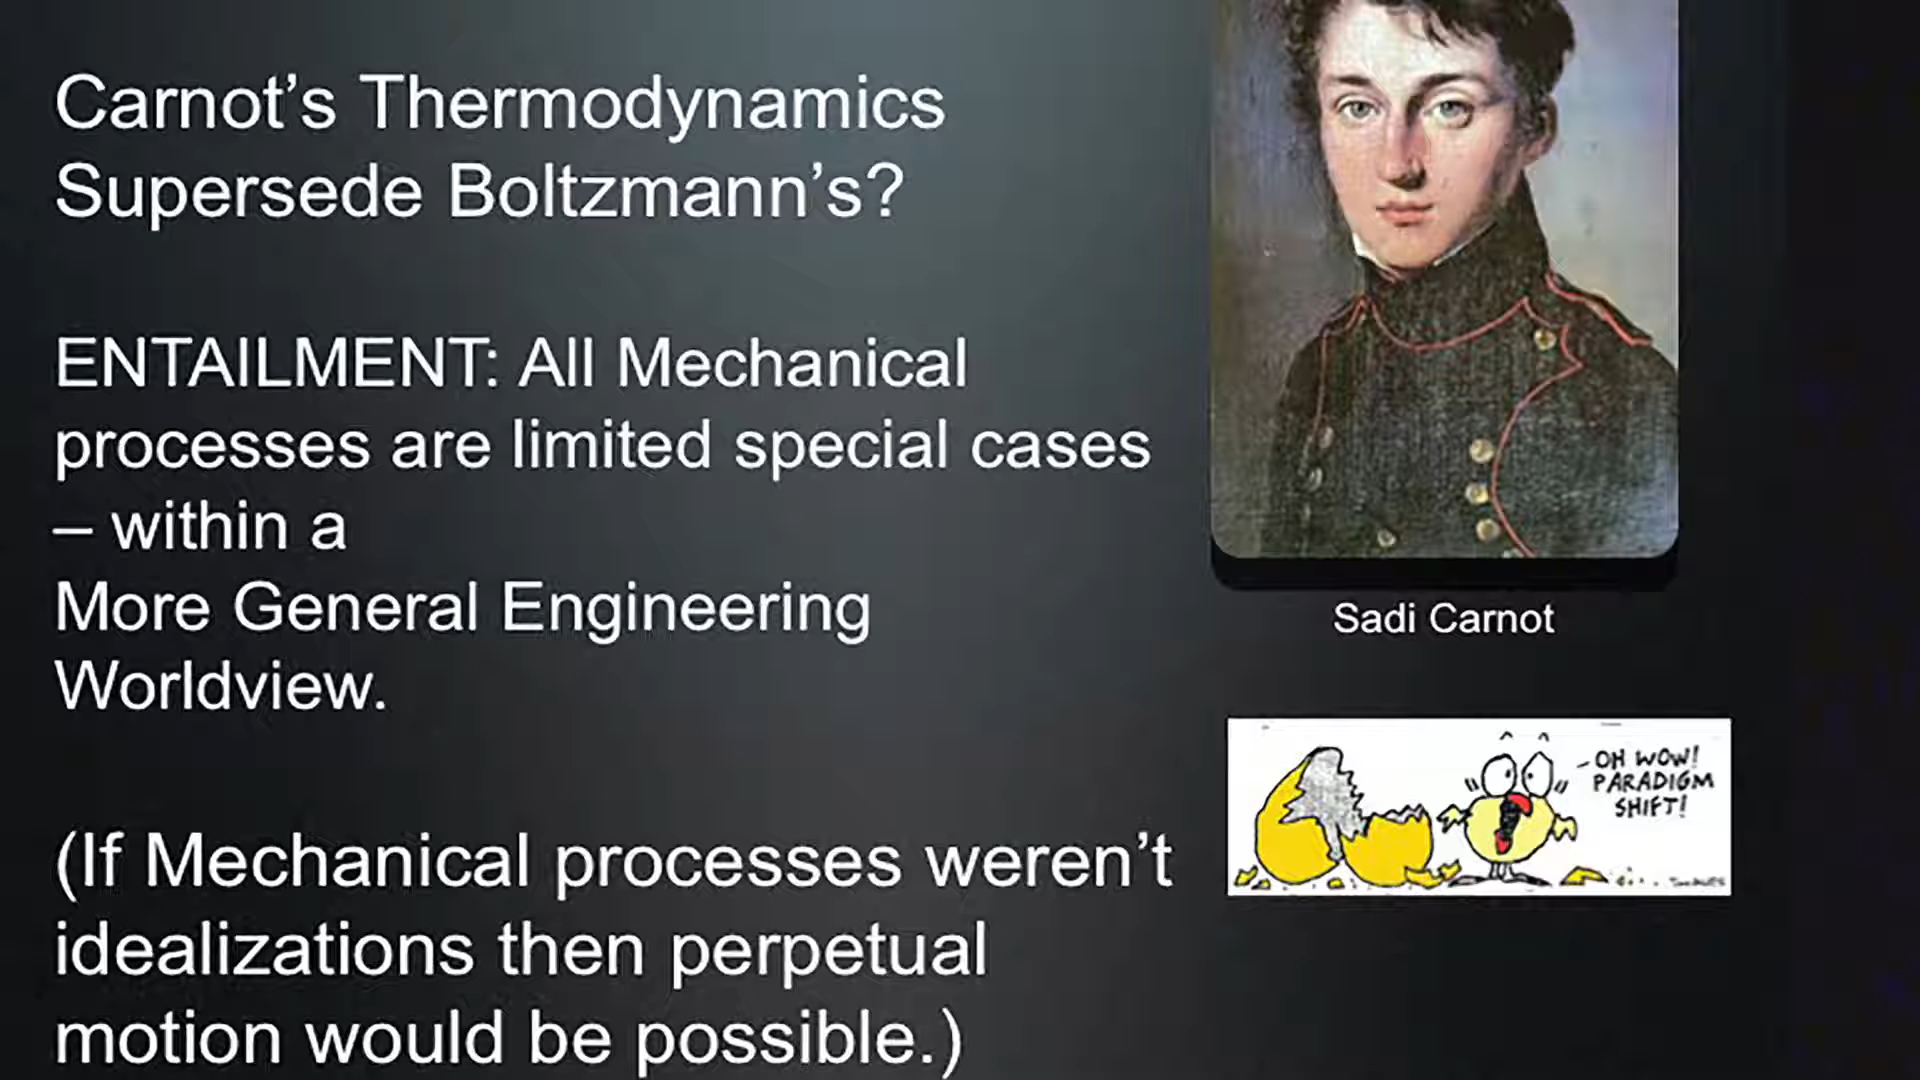 Carnot’s Thermodynamics
Supersede Boltzmann’s?
ENTAILMENT: All Mechanical
processes are limited special cases
– within a
More General Engineering
Worldview.
(If Mechanical processes weren’t
idealizations then perpetual
motion would be possible.)
Sadi Carnot
-OH WOW!
PARADIGM
SHIFT!